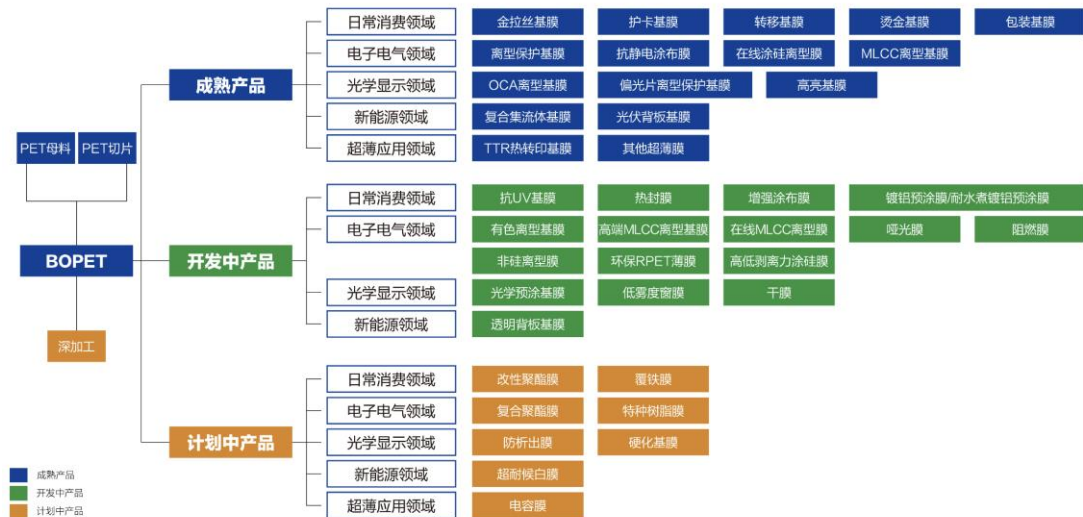 日常消费领域 金拉丝基膜 护卡基膜 转移基膜 烫金基膜 包装基膜
电子电气领域 离型保护基膜 抗静电涂布膜 在线涂硅离型膜 MLCC离型基膜
成熟产品 光学显示领域 OCA离型基膜 偏光片离型保护基膜 高亮基膜
新能源领域 复合集流体基膜 光伏背板基膜
PET母料 PET切片 超薄应用领域 TTR热转印基膜 其他超薄膜
日常消费领域 抗UV基膜 热封膜 增强涂布膜 镀铝预涂膜/耐水煮镀铝预涂膜
电子电气领域 有色离型基膜 高端MLCC离型基膜 在线MLCC离型膜 哑光膜 阻燃膜
BOPET 开发中产品 非硅离型膜 环保RPET薄膜 高低剥离力涂硅膜
光学显示领域 光学预涂基膜 低雾度窗膜 干膜
新能源领域 透明背板基膜
深加工
日常消费领域 改性聚酯膜 覆铁膜
电子电气领域 复合聚酯膜 特种树脂膜
计划中产品 光学显示领域 防析出膜 硬化基膜
新能源领域 超耐候白膜
超薄应用领域 电容膜
成熟产品
开发中产品
计划中产品